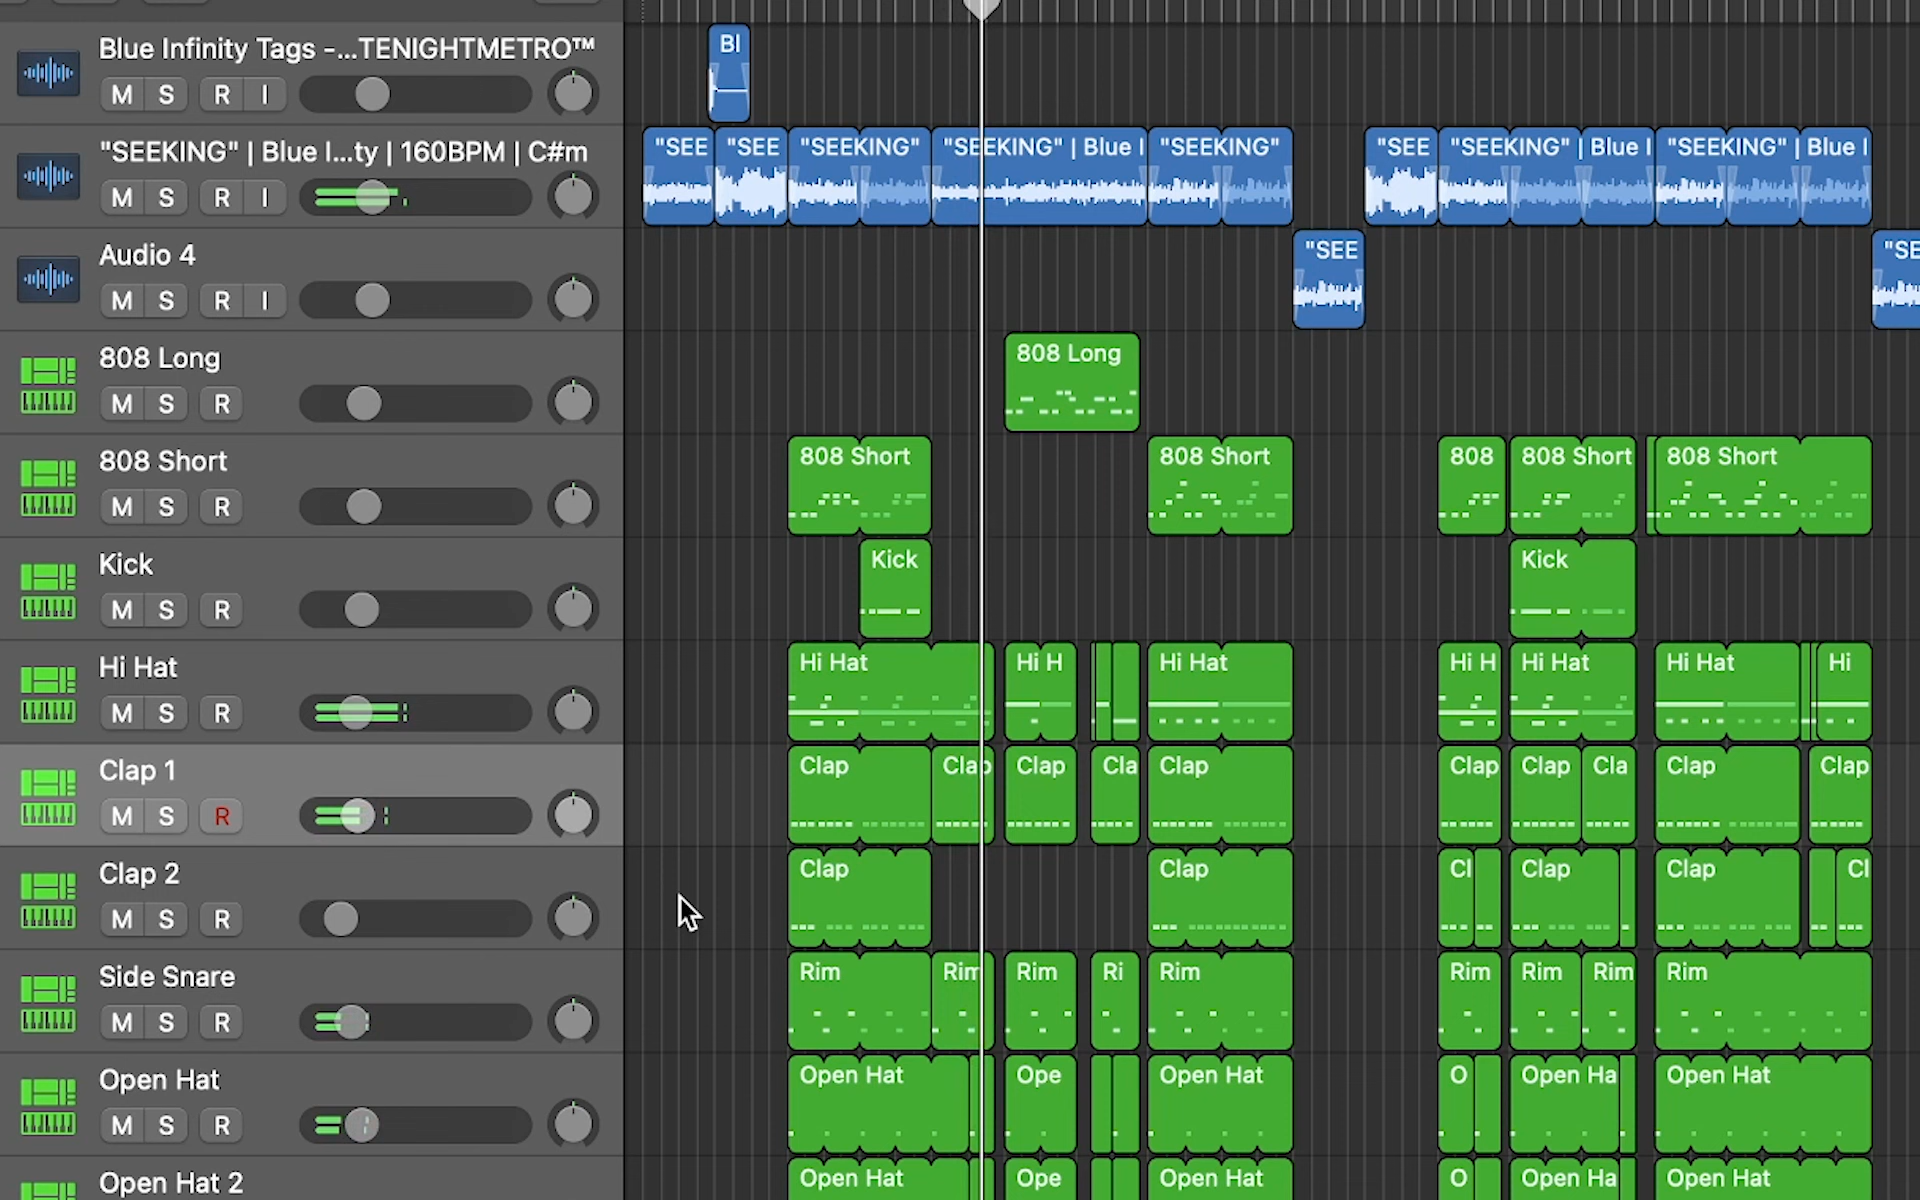 Blue Infinity Tags -...TENIGHTMETRO™
M S R I
Bl
"SEEKING" | Blue I...ty | 160BPM | C#m
M S R I
"SEE "SEE "SEEKING" "SEEKING" | Blue I "SEEKING" "SEE "SEEKING" | Blue I "SEEKING" | Blue I
Audio 4
M S R I
"SEE "SE
808 Long
M S R
808 Long
808 Short
M S R
808 Short 808 Short 808 808 Short 808 Short
Kick
M S R
Kick Kick
Hi Hat
M S R
Hi Hat Hi H Hi Hat Hi H Hi Hat Hi Hat Hi
Clap 1
M S R
Clap Clap Clap Cla Clap Clap Clap Cla Clap Clap
Clap 2
M S R
Clap Clap Cl Clap Clap Cl
Side Snare
M S R
Rim Rim Rim Ri Rim Rim Rim Rim Rim
Open Hat
M S R
Open Hat Ope Open Hat O Open Ha Open Hat
Open Hat 2
Open Hat Ope Open Hat O Open Ha Open Hat